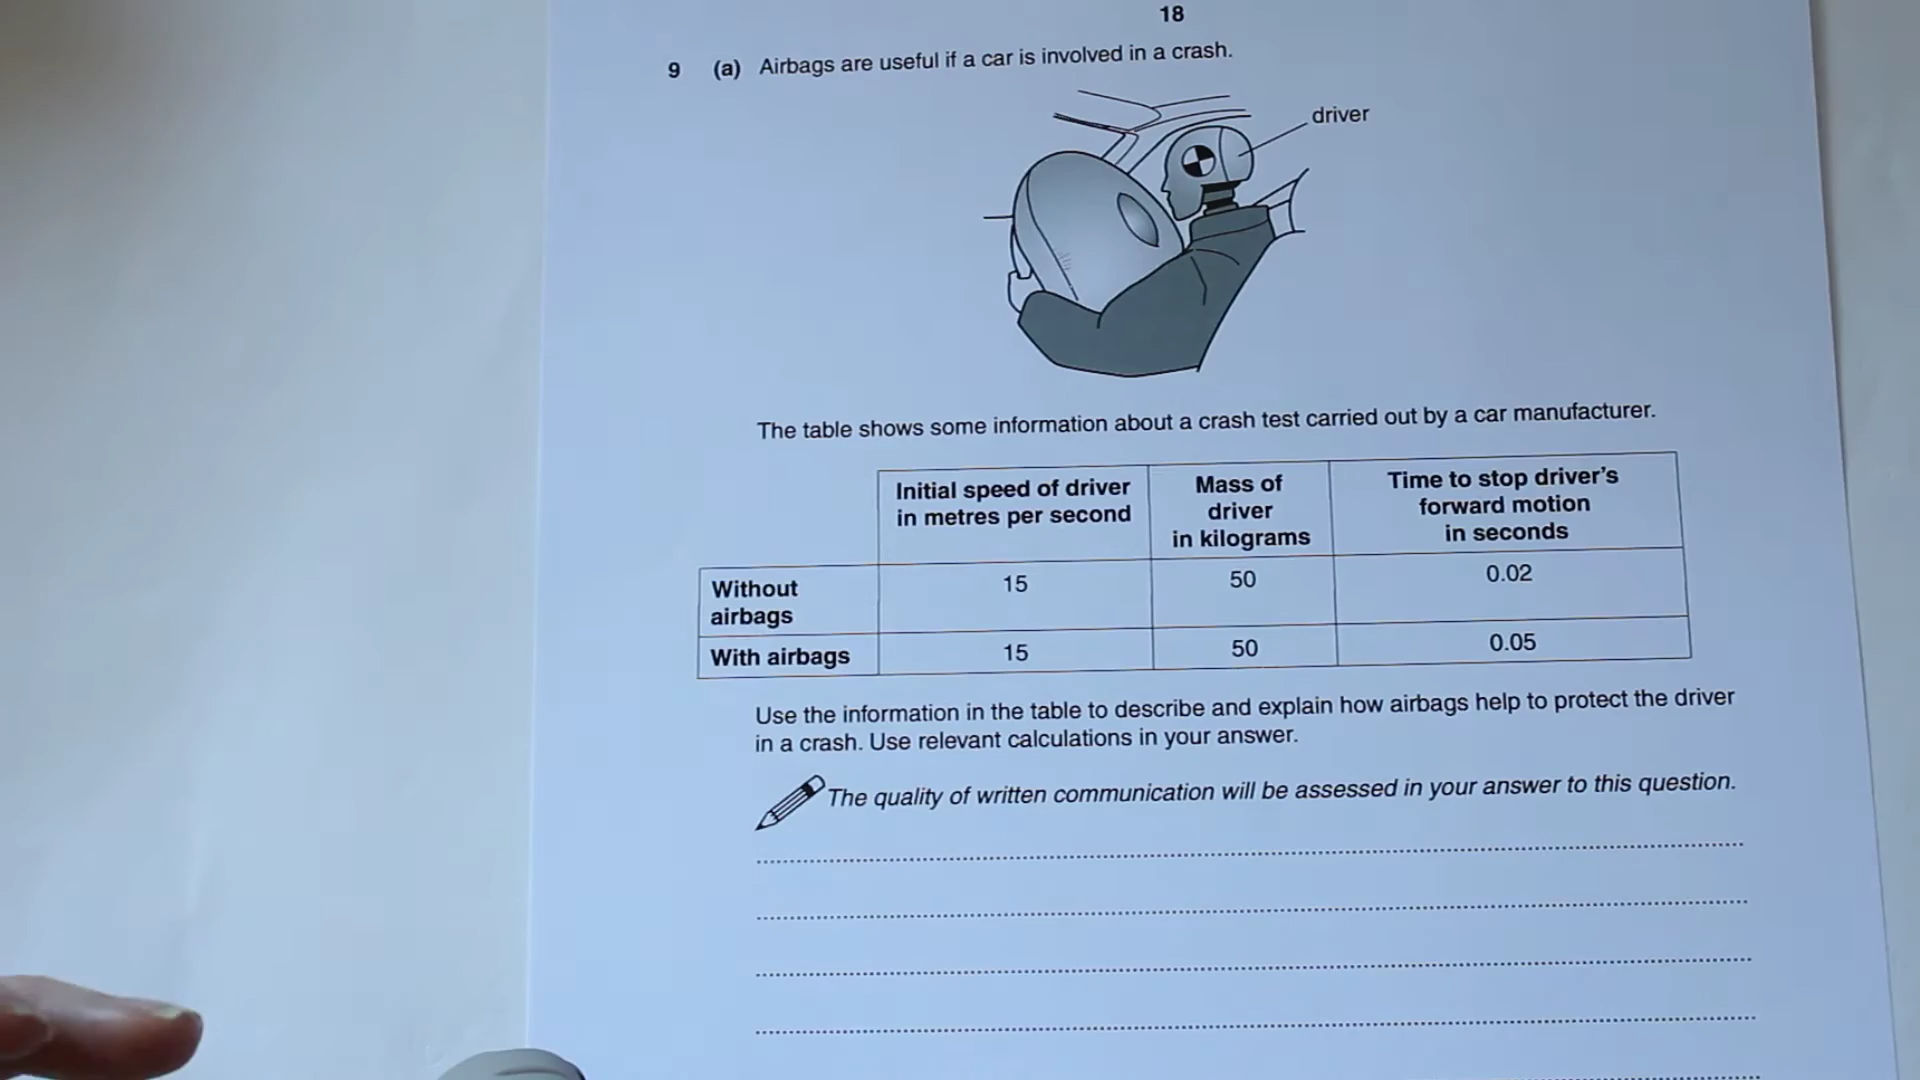 18
9 (a) Airbags are useful if a car is involved in a crash.
driver
The table shows some information about a crash test carried out by a car manufacturer.
Initial speed of driver in metres per second
Mass of driver in kilograms
Time to stop driver's forward motion in seconds
Without airbags 15 50 0.02
With airbags 15 50 0.05
Use the information in the table to describe and explain how airbags help to protect the driver
in a crash. Use relevant calculations in your answer.
The quality of written communication will be assessed in your answer to this question.